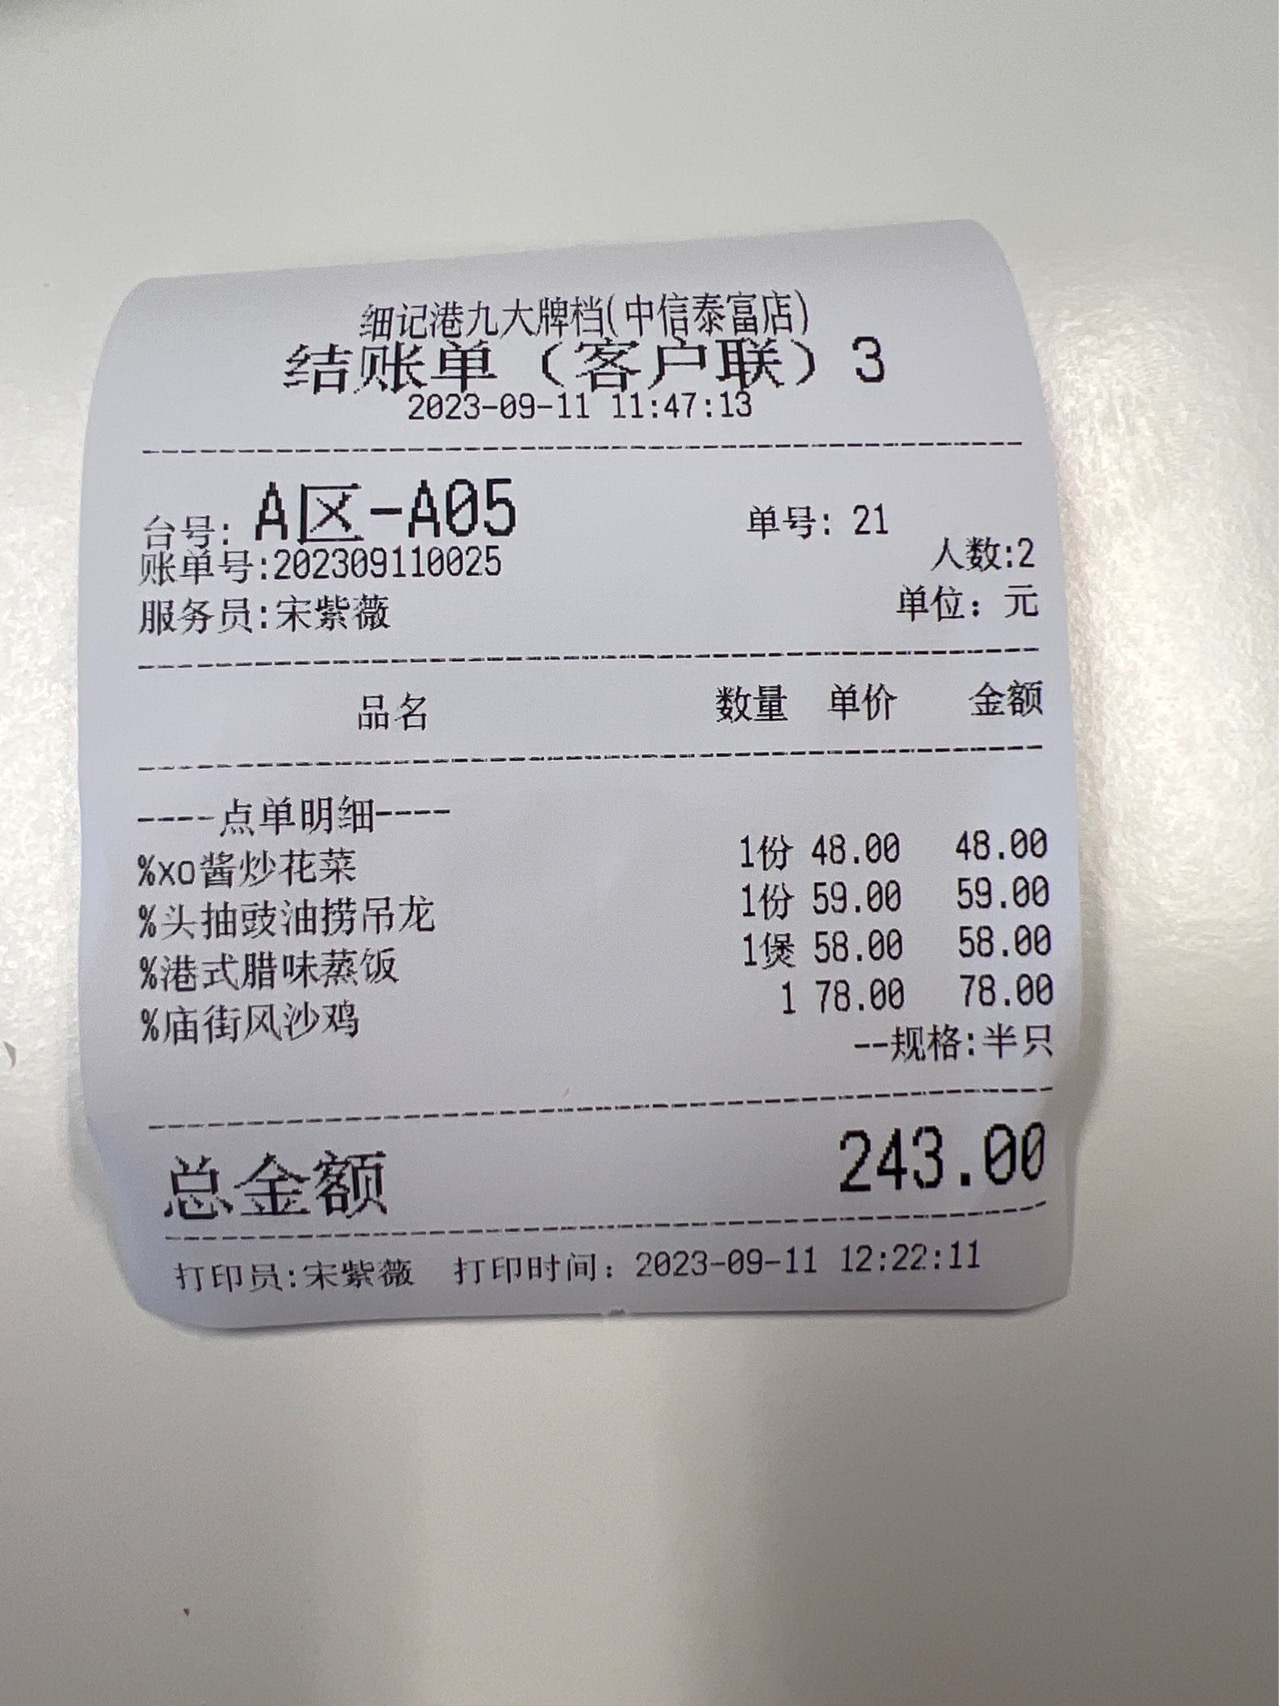 细记港九大牌档(中信泰富店)
结账单（客户联）3
2023-09-11 11:47:13
台号: A区-A05 单号: 21
账单号:202309110025 人数:2
服务员:宋紫薇 单位: 元
品名 数量 单价 金额
----点单明细----
%xo酱炒花菜 1份 48.00 48.00
%头抽豉油捞吊龙 1份 59.00 59.00
%港式腊味蒸饭 1煲 58.00 58.00
%庙街风沙鸡 1 78.00 78.00
--规格:半只
总金额 243.00
打印员:宋紫薇 打印时间: 2023-09-11 12:22:11